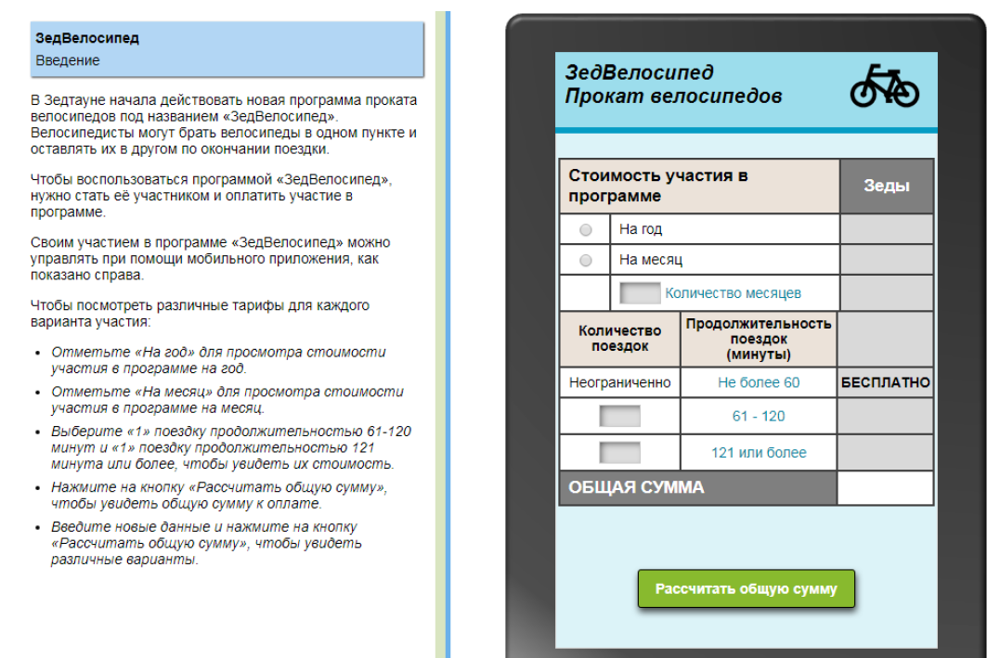 ЗедВелосипед
Введение
В Зедтауне начала действовать новая программа проката
велосипедов под названием «ЗедВелосипед».
Велосипедисты могут брать велосипеды в одном пункте и
оставлять их в другом по окончании поездки.
Чтобы воспользоваться программой «ЗедВелосипед»,
нужно стать её участником и оплатить участие в
программе.
Своим участием в программе «ЗедВелосипед» можно
управлять при помощи мобильного приложения, как
показано справа.
Чтобы посмотреть различные тарифы для каждого
варианта участия:
• Отметьте «На год» для просмотра стоимости
участия в программе на год.
• Отметьте «На месяц» для просмотра стоимости
участия в программе на месяц.
• Выберите «1» поездку продолжительностью 61-120
минут и «1» поездку продолжительностью 121
минута или более, чтобы увидеть их стоимость.
• Нажмите на кнопку «Рассчитать общую сумму»,
чтобы увидеть общую сумму к оплате.
• Введите новые данные и нажмите на кнопку
«Рассчитать общую сумму», чтобы увидеть
различные варианты.
ЗедВелосипед
Прокат велосипедов
Стоимость участия в
программе
Зеды
На год
На месяц
Количество месяцев
Количество
поездок
Продолжительность
поездок
(минуты)
Неограниченно
Не более 60
БЕСПЛАТНО
61 - 120
121 или более
ОБЩАЯ СУММА
Рассчитать общую сумму